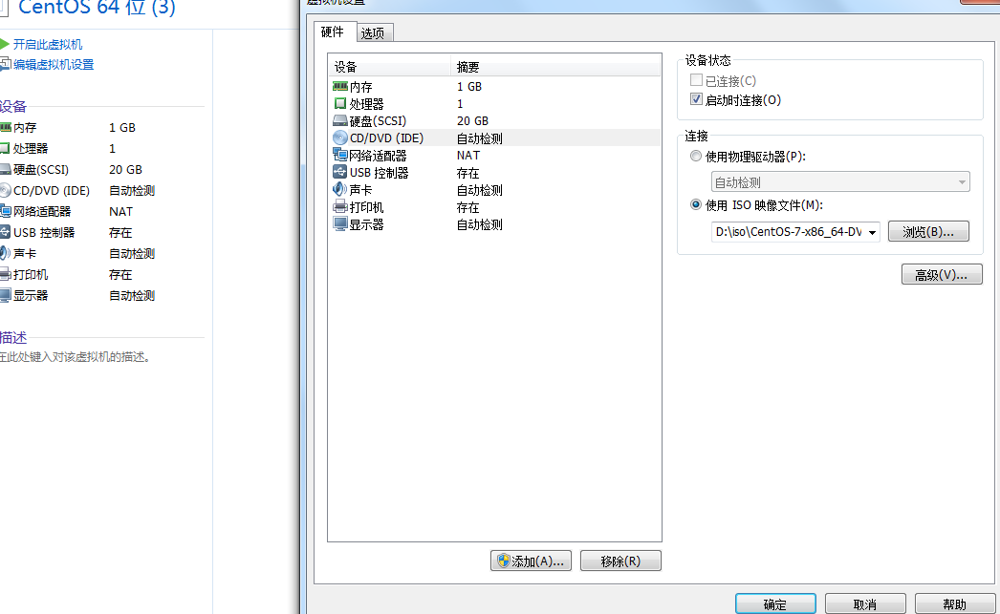 CentOS 64 位 (3)
开启此虚拟机
编辑虚拟机设置
设备
内存 1 GB
处理器 1
硬盘(SCSI) 20 GB
CD/DVD (IDE) 自动检测
网络适配器 NAT
USB 控制器 存在
声卡 自动检测
打印机 存在
显示器 自动检测
描述
在此处键入对该虚拟机的描述。
虚拟机设置
硬件 选项
设备 摘要
内存 1 GB
处理器 1
硬盘(SCSI) 20 GB
CD/DVD (IDE) 自动检测
网络适配器 NAT
USB 控制器 存在
声卡 自动检测
打印机 存在
显示器 自动检测
添加(A)... 移除(R)
设备状态
已连接(C)
启动时连接(O)
连接
使用物理驱动器(P):
自动检测
使用 ISO 映像文件(M):
D:\iso\CentOS-7-x86_64-DV 浏览(B)...
高级(V)...
确定 取消 帮助